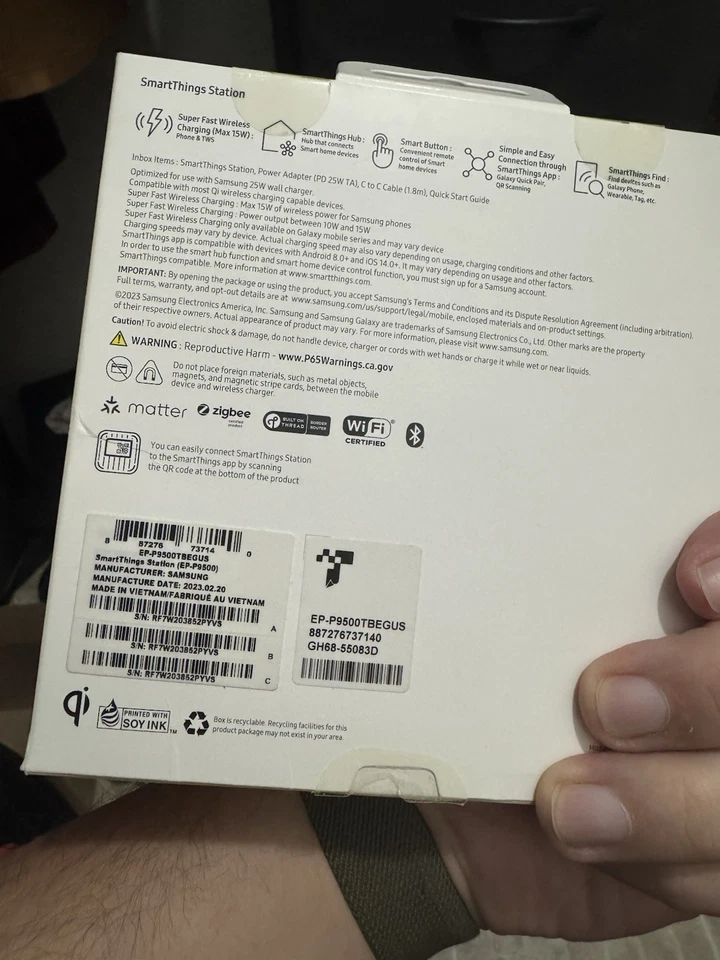 SmartThings Station
Super Fast Wireless
Charging (Max 15W) :
Phone & TWS
SmartThings Hub :
Hub that connects
Smart home devices
Smart Button :
Convenient remote
control of Smart
home devices
Simple and Easy
Connection through
SmartThings App :
Galaxy Quick Pair,
QR Scanning
SmartThings Find :
Find devices such as
Galaxy Phone,
Wearable, Tag, etc.
Inbox Items : SmartThings Station, Power Adapter (PD 25W TA), C to C Cable (1.8m), Quick Start Guide
Optimized for use with Samsung 25W wall charger.
Compatible with most Qi wireless charging capable devices.
Super Fast Wireless Charging : Max 15W of wireless power for Samsung phones
Super Fast Wireless Charging : Power output between 10W and 15W
Super Fast Wireless Charging only available on Galaxy mobile series and may vary device
Charging speeds may vary by device. Actual charging speed may also vary depending on usage, charging conditions and other factors.
SmartThings app is compatible with devices with Android 8.0+ and iOS 14.0+. It may vary depending on usage and other factors.
In order to use the smart hub function and smart home device control function, you must sign up for a Samsung account.
SmartThings compatible. More information at www.smartthings.com.
IMPORTANT: By opening the package or using the product, you accept Samsung's Terms and Conditions and its Dispute Resolution Agreement (including arbitration).
Full terms, warranty, and opt-out details are at www.samsung.com/us/support/legal/mobile, enclosed materials and on-product settings.
©2023 Samsung Electronics America, Inc. Samsung and Samsung Galaxy are trademarks of Samsung Electronics Co., Ltd. Other marks are the property
of their respective owners. Actual appearance of product may vary. For more information, please visit www.samsung.com.
Caution! To avoid electric shock & damage, do not handle device, charger or cords with wet hands or charge it while wet or near liquids.
WARNING : Reproductive Harm - www.P65Warnings.ca.gov
Do not place foreign materials, such as metal objects,
magnets, and magnetic stripe cards, between the mobile
device and wireless charger.
matter
zigbee
certified
product
BUILT ON
THREAD
BORDER
ROUTER
Wi Fi®
CERTIFIED
You can easily connect SmartThings Station
to the SmartThings app by scanning
the QR code at the bottom of the product
8 87276 73714 0
EP-P9500TBEGUS
SmartThings Station (EP-P9500)
MANUFACTURER: SAMSUNG
MANUFACTURE DATE: 2023.02.20
MADE IN VIETNAM/FABRIQUÉ AU VIETNAM
S/N: RF7W203852PYVS
A
S/N: RF7W203852PYVS
B
S/N: RF7W203852PYVS
C
EP-P9500TBEGUS
887276737140
GH68-55083D
qi
PRINTED WITH
SOY INK™
Box is recyclable. Recycling facilities for this
product package may not exist in your area.